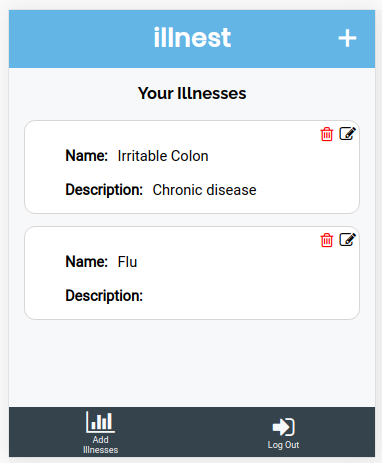 illnest
Your Illnesses
Name: Irritable Colon
Description: Chronic disease
Name: Flu
Description:
Add
Illnesses
Log Out